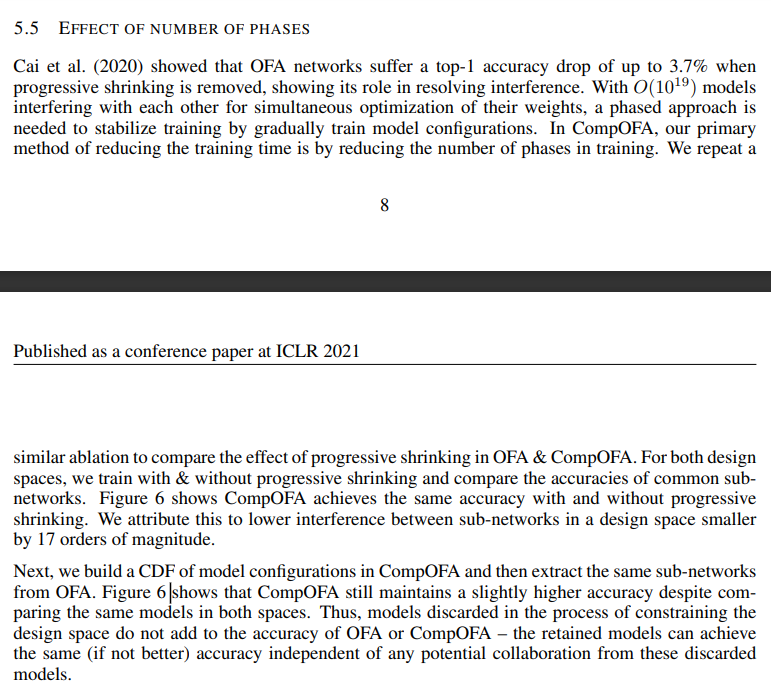 5.5 EFFECT OF NUMBER OF PHASES
Cai et al. (2020) showed that OFA networks suffer a top-1 accuracy drop of up to 3.7% when
progressive shrinking is removed, showing its role in resolving interference. With O(10¹⁹) models
interfering with each other for simultaneous optimization of their weights, a phased approach is
needed to stabilize training by gradually train model configurations. In CompOFA, our primary
method of reducing the training time is by reducing the number of phases in training. We repeat a
8
Published as a conference paper at ICLR 2021
similar ablation to compare the effect of progressive shrinking in OFA & CompOFA. For both design
spaces, we train with & without progressive shrinking and compare the accuracies of common sub-
networks. Figure 6 shows CompOFA achieves the same accuracy with and without progressive
shrinking. We attribute this to lower interference between sub-networks in a design space smaller
by 17 orders of magnitude.
Next, we build a CDF of model configurations in CompOFA and then extract the same sub-networks
from OFA. Figure 6 shows that CompOFA still maintains a slightly higher accuracy despite com-
paring the same models in both spaces. Thus, models discarded in the process of constraining the
design space do not add to the accuracy of OFA or CompOFA – the retained models can achieve
the same (if not better) accuracy independent of any potential collaboration from these discarded
models.